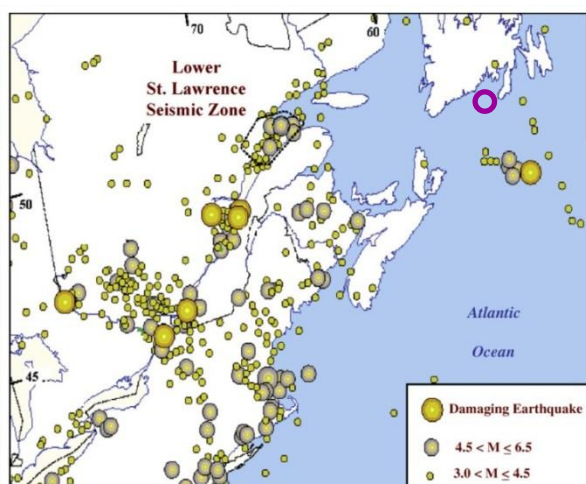 70
60
Lower
St. Lawrence
Seismic Zone
50
Atlantic
Ocean
45
Damaging Earthquake
4.5 < M ≤ 6.5
3.0 < M ≤ 4.5